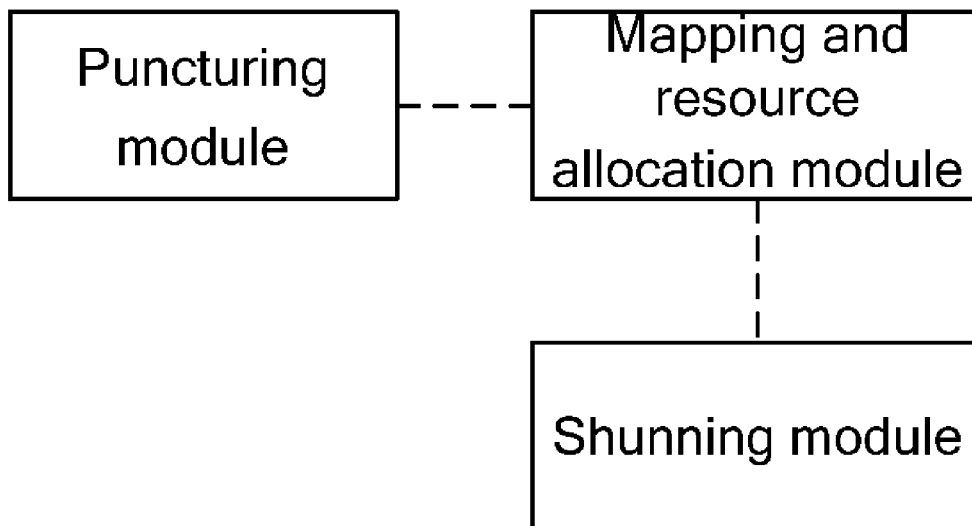 Puncturing
module
Mapping and
resource
allocation module
Shunning module